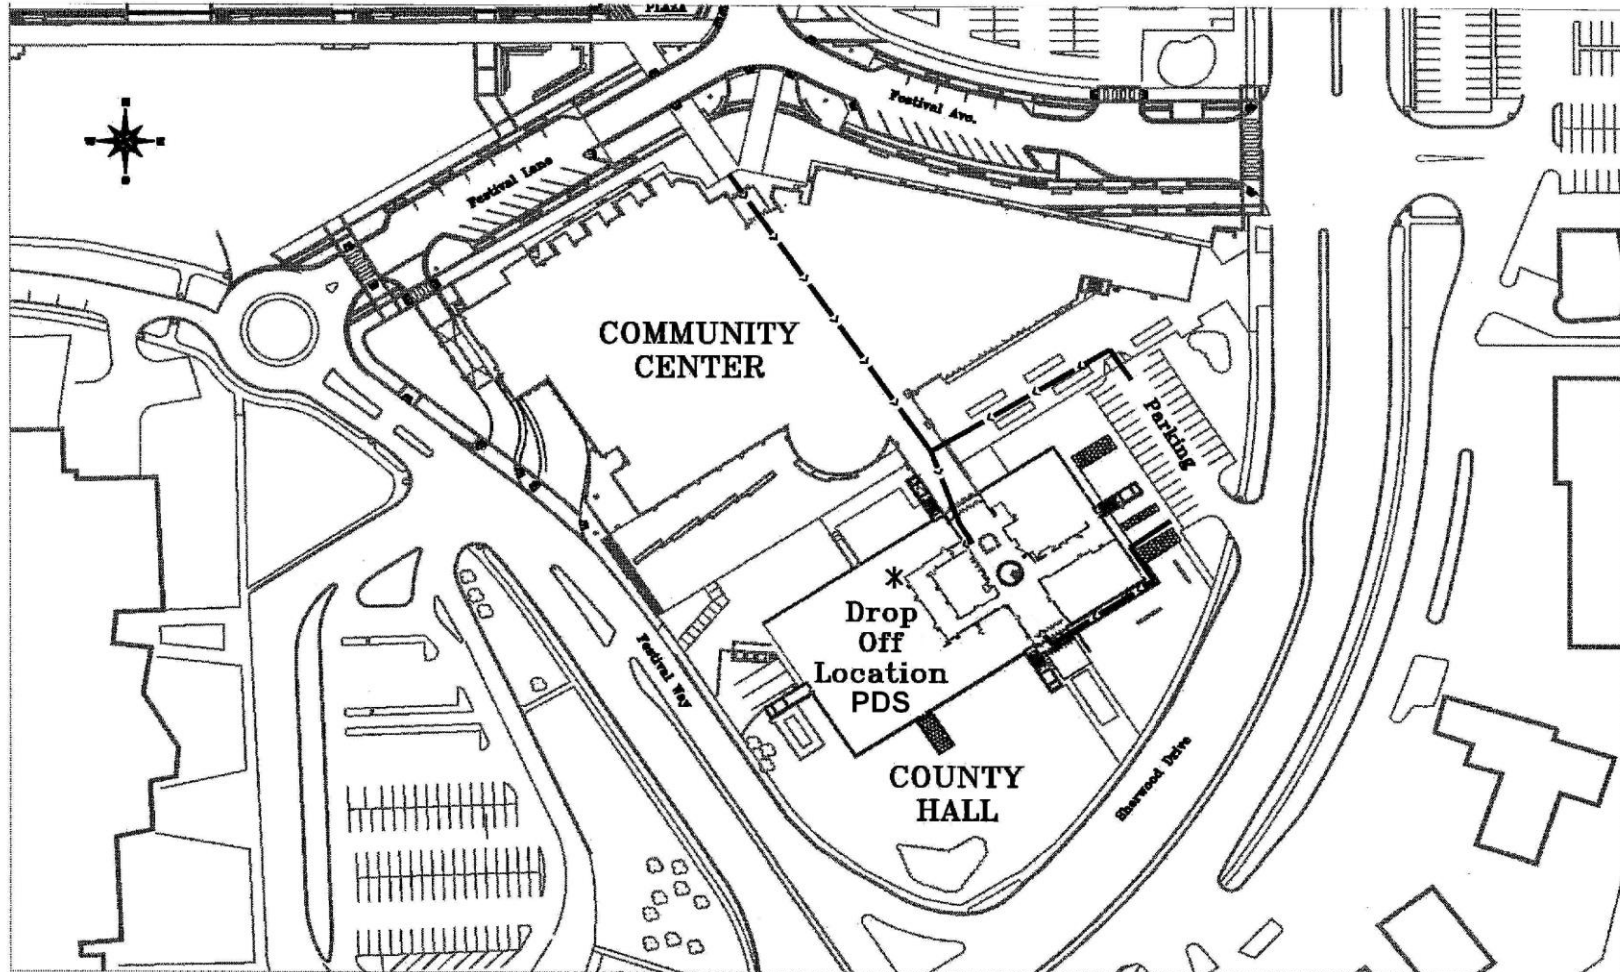 PLAZA
Festival Ave.
Festival Lane
COMMUNITY
CENTER
Parking
*
Drop
Off
Location
PDS
Festival Way
COUNTY
HALL
Sherwood Drive